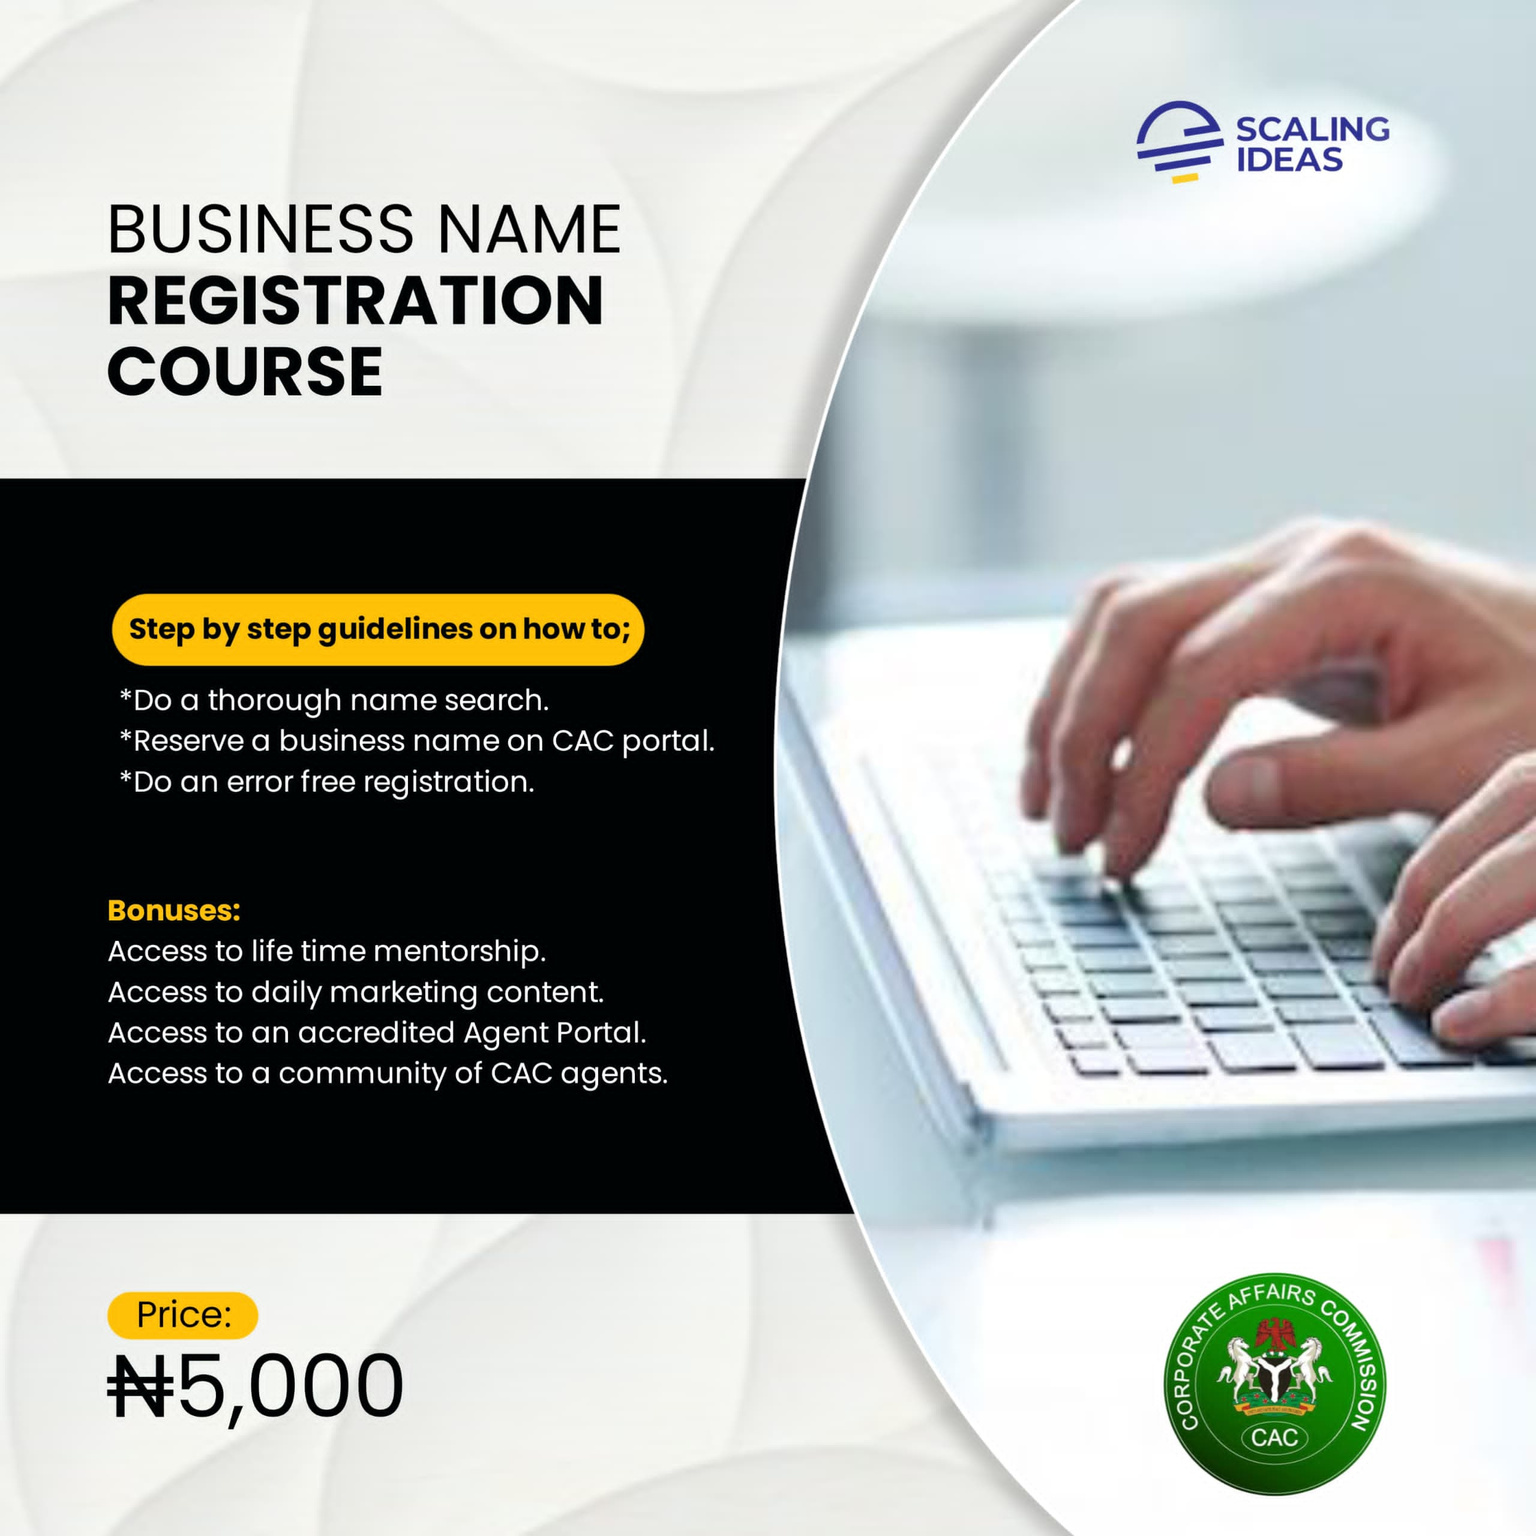 SCALING
IDEAS
BUSINESS NAME
REGISTRATION
COURSE
Step by step guidelines on how to;
*Do a thorough name search.
*Reserve a business name on CAC portal.
*Do an error free registration.
Bonuses:
Access to life time mentorship.
Access to daily marketing content.
Access to an accredited Agent Portal.
Access to a community of CAC agents.
Price:
₦5,000
CORPORATE AFFAIRS COMMISSION
CAC